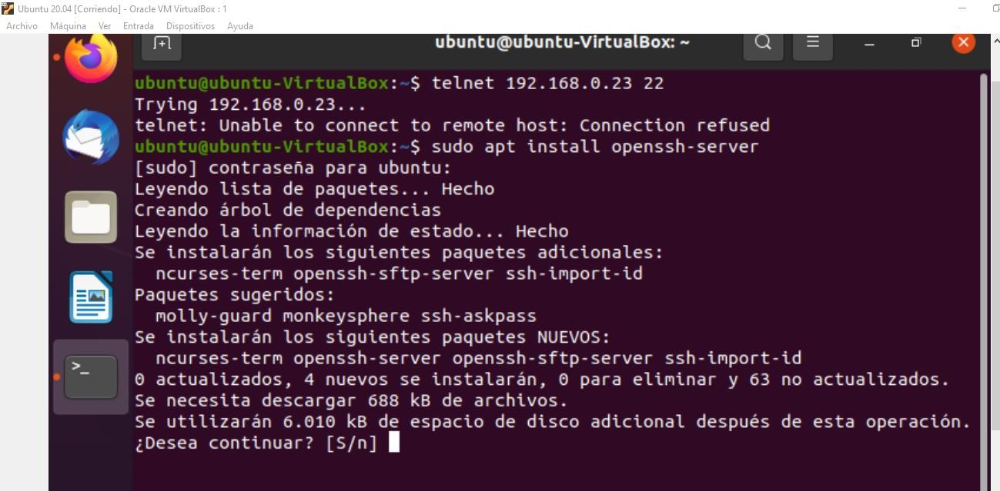 Ubuntu 20.04 [Corriendo] - Oracle VM VirtualBox : 1
Archivo Máquina Ver Entrada Dispositivos Ayuda
ubuntu@ubuntu-VirtualBox: ~
ubuntu@ubuntu-VirtualBox:~$ telnet 192.168.0.23 22
Trying 192.168.0.23...
telnet: Unable to connect to remote host: Connection refused
ubuntu@ubuntu-VirtualBox:~$ sudo apt install openssh-server
[sudo] contraseña para ubuntu:
Leyendo lista de paquetes... Hecho
Creando árbol de dependencias
Leyendo la información de estado... Hecho
Se instalarán los siguientes paquetes adicionales:
ncurses-term openssh-sftp-server ssh-import-id
Paquetes sugeridos:
molly-guard monkeysphere ssh-askpass
Se instalarán los siguientes paquetes NUEVOS:
ncurses-term openssh-server openssh-sftp-server ssh-import-id
0 actualizados, 4 nuevos se instalarán, 0 para eliminar y 63 no actualizados.
Se necesita descargar 688 kB de archivos.
Se utilizarán 6.010 kB de espacio de disco adicional después de esta operación.
¿Desea continuar? [S/n]